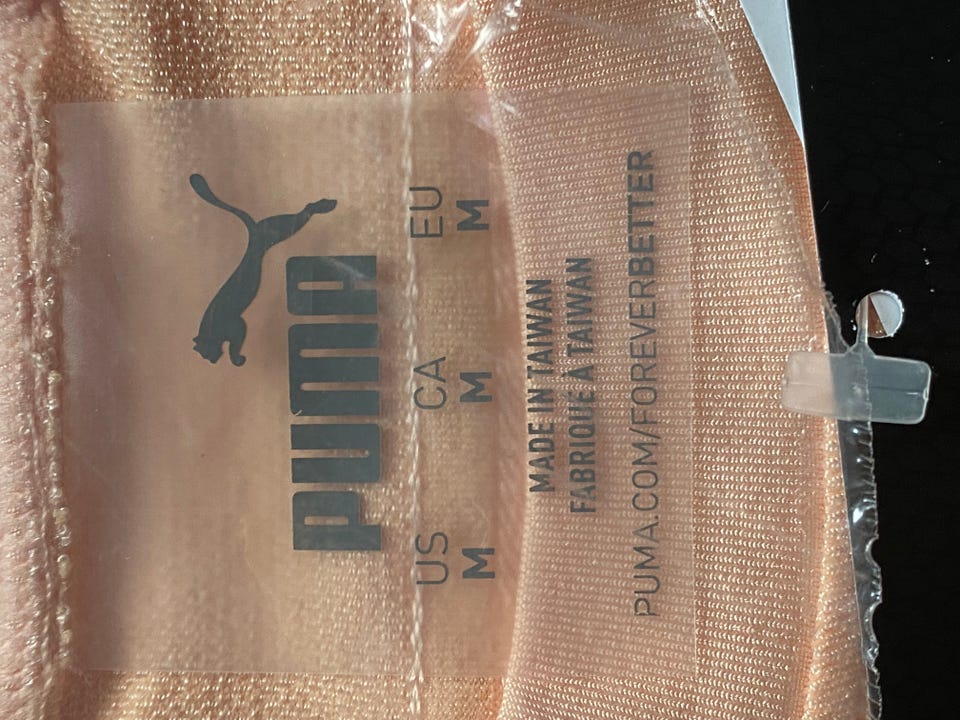 PUMA
US CA EU
M M M
MADE IN TAIWAN
FABRIQUÉ À TAIWAN
PUMA.COM/FOREVERBETTER